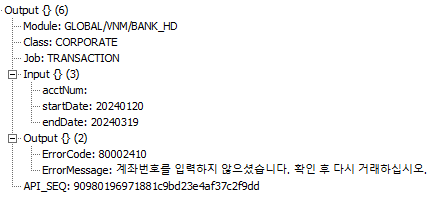 Output {} (6)
Module: GLOBAL/VNM/BANK_HD
Class: CORPORATE
Job: TRANSACTION
Input {} (3)
acctNum:
startDate: 20240120
endDate: 20240319
Output {} (2)
ErrorCode: 80002410
ErrorMessage: 계좌번호를 입력하지 않으셨습니다. 확인 후 다시 거래하십시오.
API_SEQ: 90980196971881c9bd23e4af37c2f9dd